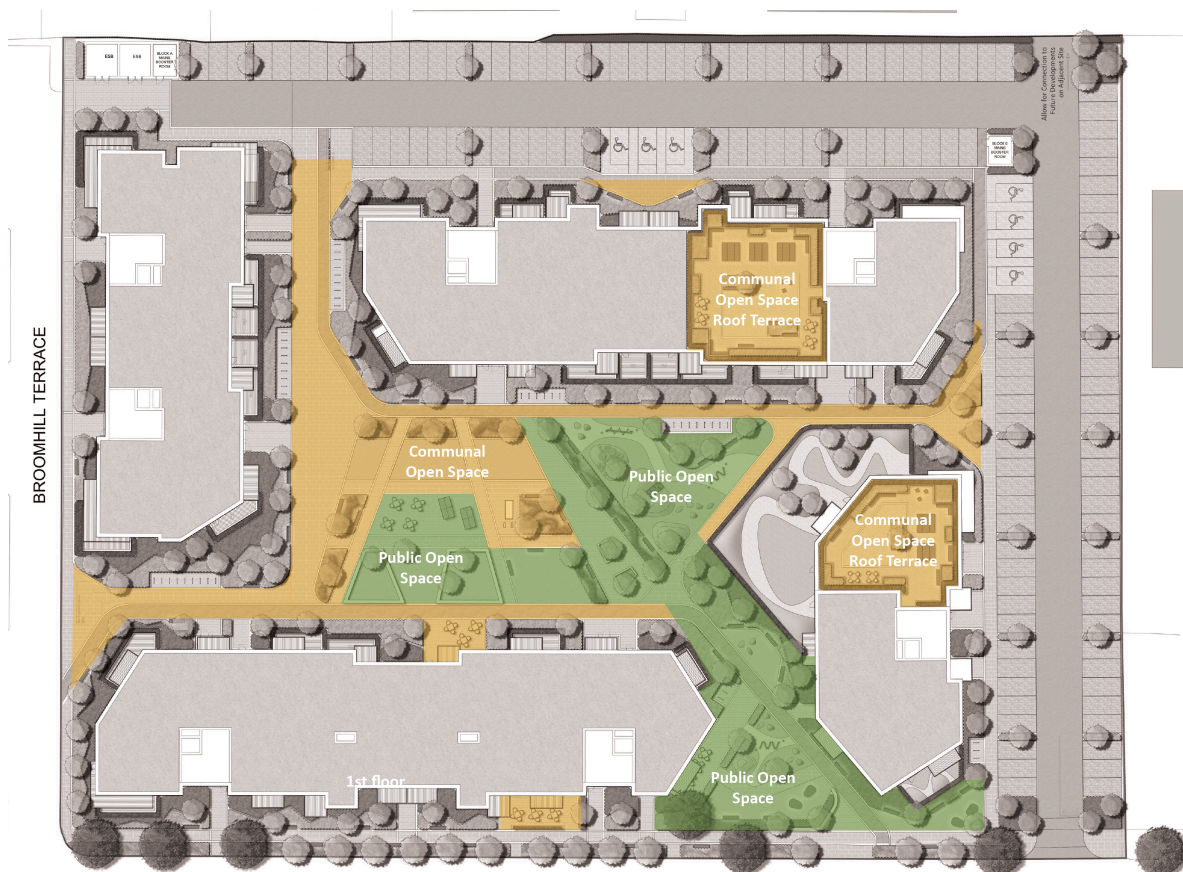 ESB
ESB
BLOCK A
MAINS
BOOSTER
ROOM
Allow for Connection to
Future Developments
on Adjacent Site
BLOCK E
MAINS
BOOSTER
ROOM
Communal
Open Space
Roof Terrace
BROOMHILL TERRACE
Communal
Open Space
Public Open
Space
Communal
Open Space
Roof Terrace
Public Open
Space
1st floor
Public Open
Space